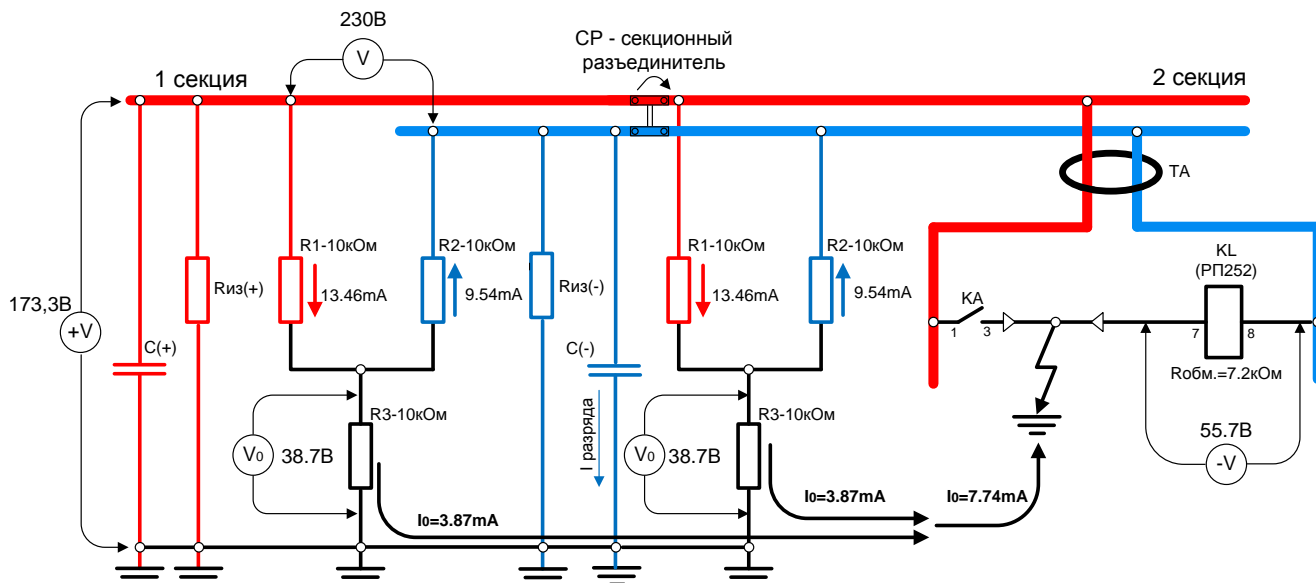 230В
V
СР - секционный
разъединитель
1 секция
2 секция
ТА
R1-10кОм
R2-10кОм
R1-10кОм
R2-10кОм
KL
(РП252)
Rиз(+)
13.46mA
9.54mA
Rиз(-)
13.46mA
9.54mA
173,3В
+V
KA
1
3
7
8
C(+)
C(-)
Rобм.=7.2кОм
R3-10кОм
R3-10кОм
V0
38.7В
I разряда
V0
38.7В
55.7В
-V
I0=3.87mA
I0=3.87mA
I0=7.74mA